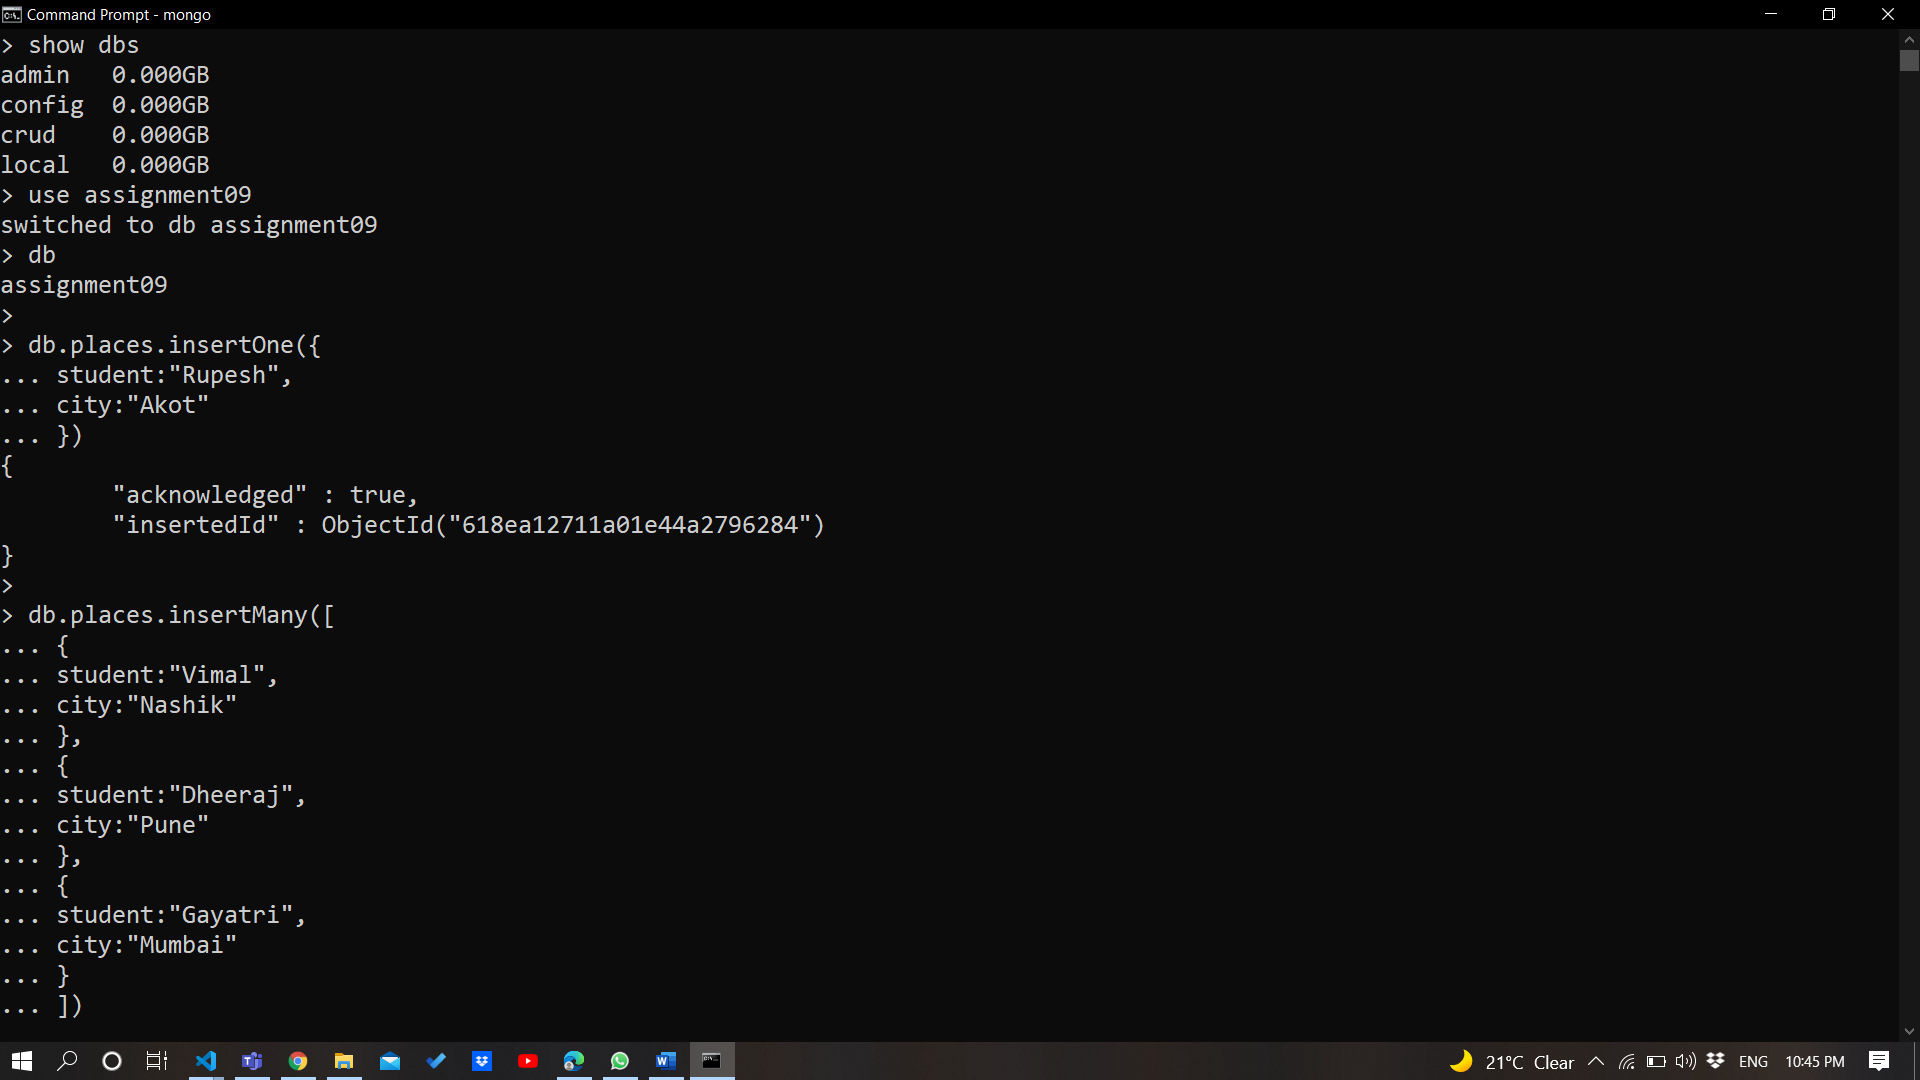 Command Prompt - mongo
> show dbs
admin   0.000GB
config  0.000GB
crud    0.000GB
local   0.000GB
> use assignment09
switched to db assignment09
> db
assignment09
>
> db.places.insertOne({
... student:"Rupesh",
... city:"Akot"
... })
{
        "acknowledged" : true,
        "insertedId" : ObjectId("618ea12711a01e44a2796284")
}
>
> db.places.insertMany([
... {
... student:"Vimal",
... city:"Nashik"
... },
... {
... student:"Dheeraj",
... city:"Pune"
... },
... {
... student:"Gayatri",
... city:"Mumbai"
... }
... ])
21°C Clear ENG 10:45 PM